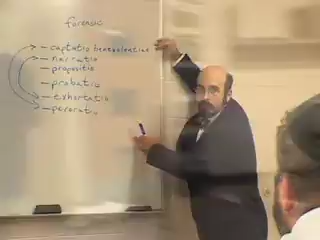 forensic
— captatio benevolentiae
— narratio
— propositio
— probatio
— exhortatio
— peroratio